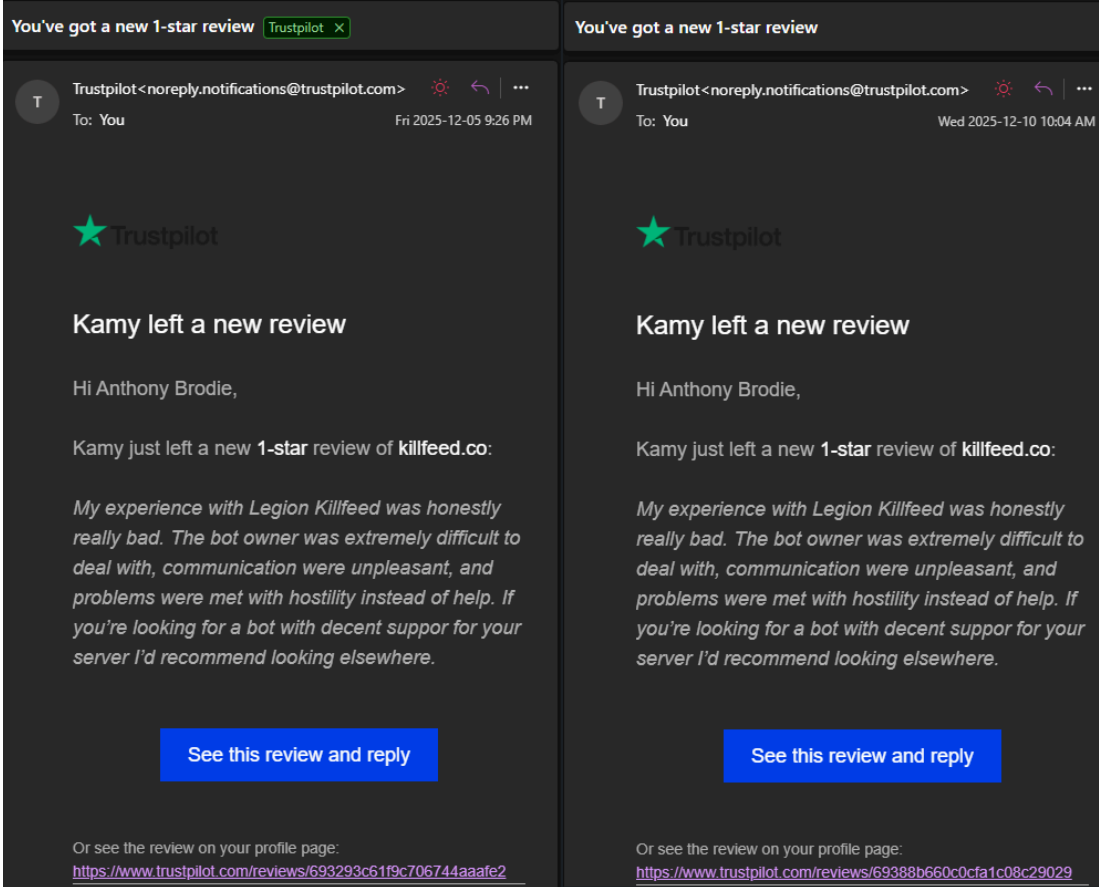 You've got a new 1-star review Trustpilot ×
T
Trustpilot<noreply.notifications@trustpilot.com>
To: You
Fri 2025-12-05 9:26 PM
Trustpilot
Kamy left a new review
Hi Anthony Brodie,
Kamy just left a new 1-star review of killfeed.co:
My experience with Legion Killfeed was honestly
really bad. The bot owner was extremely difficult to
deal with, communication were unpleasant, and
problems were met with hostility instead of help. If
you're looking for a bot with decent suppor for your
server I'd recommend looking elsewhere.
See this review and reply
Or see the review on your profile page:
https://www.trustpilot.com/reviews/693293c61f9c706744aaafe2
You've got a new 1-star review
T
Trustpilot<noreply.notifications@trustpilot.com>
To: You
Wed 2025-12-10 10:04 AM
Trustpilot
Kamy left a new review
Hi Anthony Brodie,
Kamy just left a new 1-star review of killfeed.co:
My experience with Legion Killfeed was honestly
really bad. The bot owner was extremely difficult to
deal with, communication were unpleasant, and
problems were met with hostility instead of help. If
you're looking for a bot with decent suppor for your
server I'd recommend looking elsewhere.
See this review and reply
Or see the review on your profile page:
https://www.trustpilot.com/reviews/69388b660c0cfa1c08c29029